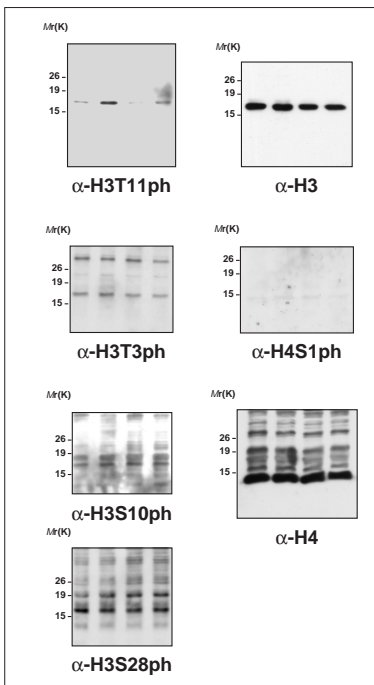 Mr(K)
26
19
15
α-H3T11ph
Mr(K)
26
19
15
α-H3
Mr(K)
26
19
15
α-H3T3ph
Mr(K)
26
19
15
α-H4S1ph
Mr(K)
26
19
15
α-H3S10ph
Mr(K)
26
19
15
α-H4
Mr(K)
26
19
15
α-H3S28ph